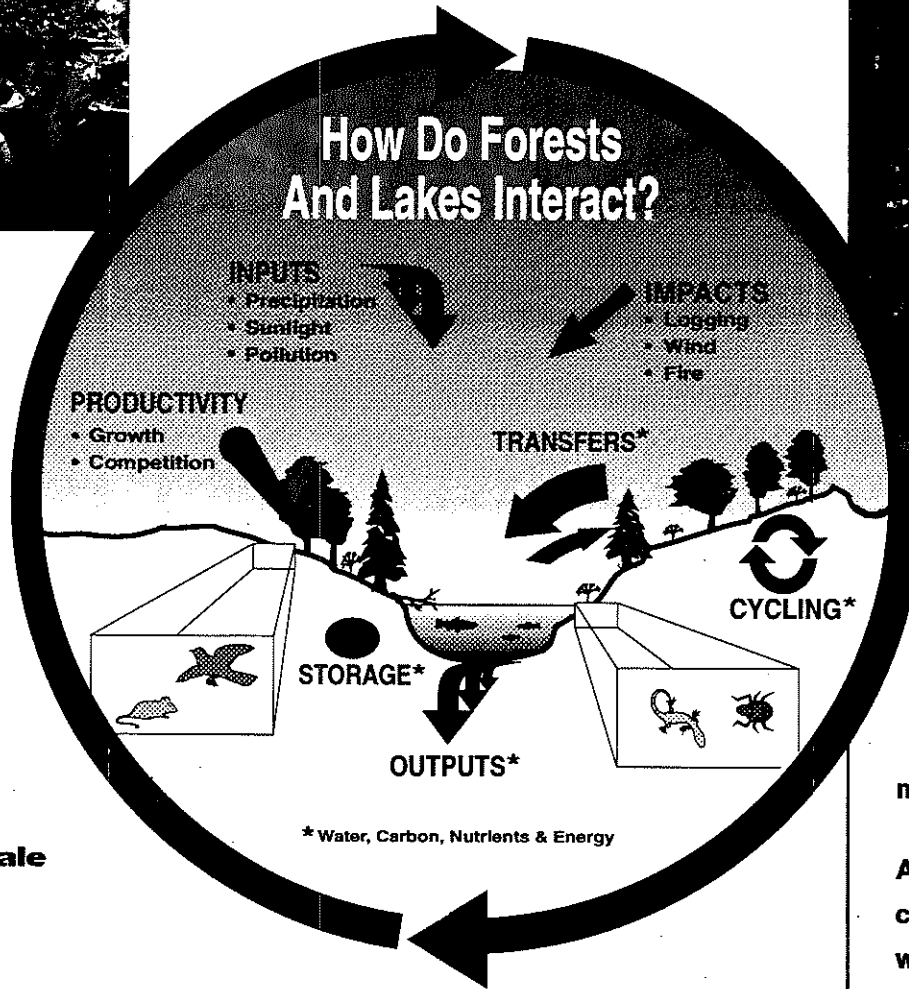 How Do Forests
And Lakes Interact?
INPUTS
• Precipitation
• Sunlight
• Pollution
IMPACTS
• Logging
• Wind
• Fire
PRODUCTIVITY
• Growth
• Competition
TRANSFERS*
CYCLING*
STORAGE*
OUTPUTS*
* Water, Carbon, Nutrients & Energy